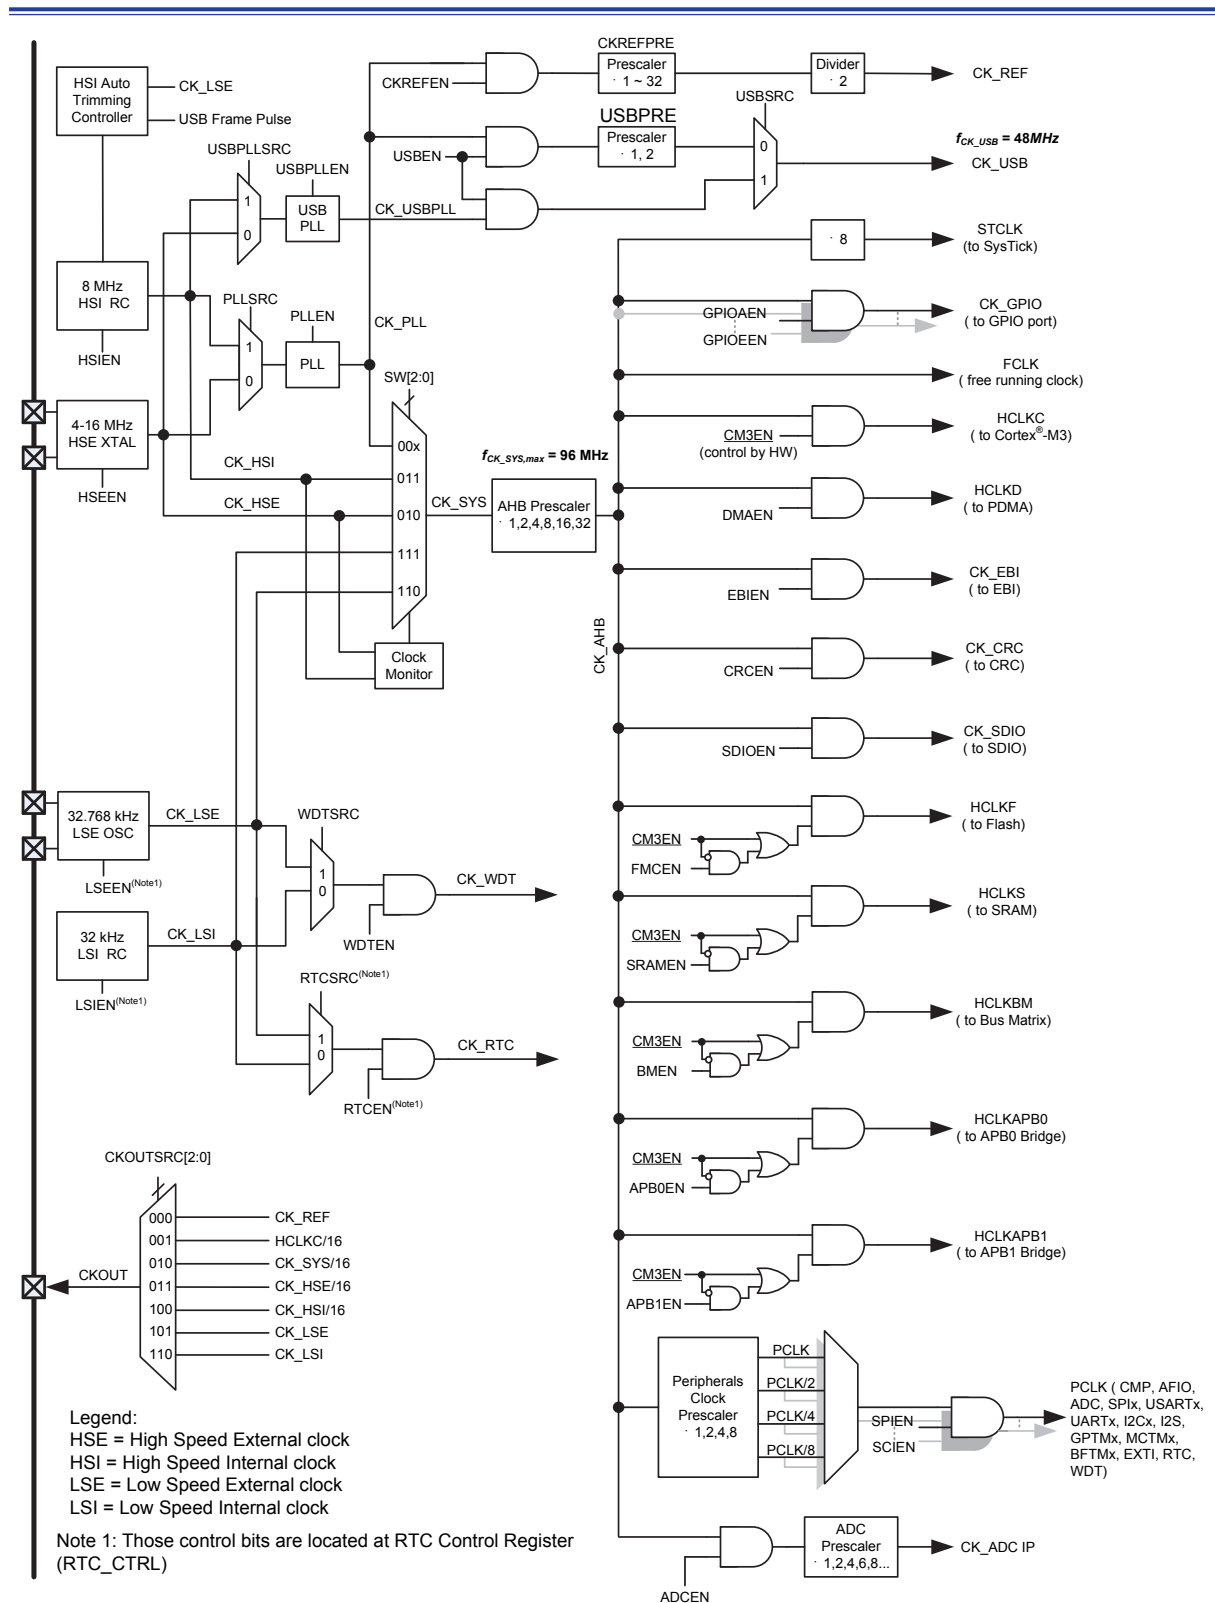 CKREFPRE
Prescaler
· 1 ~ 32
Divider
· 2
CK_REF
CKREFEN
HSI Auto
Trimming
Controller
CK_LSE
USB Frame Pulse
USBPRE
Prescaler
· 1, 2
USBSRC
0
1
fCK_USB = 48MHz
CK_USB
USBEN
USBPLLSRC
1
0
USBPLLEN
USB
PLL
CK_USBPLL
· 8
STCLK
(to SysTick)
8 MHz
HSI RC
HSIEN
PLLSRC
1
0
PLLEN
PLL
CK_PLL
GPIOAEN
GPIOEEN
CK_GPIO
( to GPIO port)
FCLK
( free running clock)
SW[2:0]
00x
011
010
111
110
4-16 MHz
HSE XTAL
HSEEN
CK_HSI
CK_HSE
CK_SYS
fCK_SYS,max = 96 MHz
AHB Prescaler
· 1,2,4,8,16,32
CM3EN
(control by HW)
HCLKC
( to Cortex®-M3)
DMAEN
HCLKD
( to PDMA)
EBIEN
CK_EBI
( to EBI)
CK_AHB
Clock
Monitor
CRCEN
CK_CRC
( to CRC)
SDIOEN
CK_SDIO
( to SDIO)
32.768 kHz
LSE OSC
LSEEN(Note1)
CK_LSE
WDTSRC
1
0
WDTEN
CK_WDT
CM3EN
FMCEN
HCLKF
( to Flash)
32 kHz
LSI RC
LSIEN(Note1)
CK_LSI
CM3EN
SRAMEN
HCLKS
( to SRAM)
RTCSRC(Note1)
1
0
RTCEN(Note1)
CK_RTC
CM3EN
BMEN
HCLKBM
( to Bus Matrix)
CM3EN
APB0EN
HCLKAPB0
( to APB0 Bridge)
CM3EN
APB1EN
HCLKAPB1
( to APB1 Bridge)
CKOUTSRC[2:0]
CKOUT
000 CK_REF
001 HCLKC/16
010 CK_SYS/16
011 CK_HSE/16
100 CK_HSI/16
101 CK_LSE
110 CK_LSI
Peripherals
Clock
Prescaler
· 1,2,4,8
PCLK
PCLK/2
PCLK/4
PCLK/8
SPIEN
SCIEN
PCLK ( CMP, AFIO,
ADC, SPIx, USARTx,
UARTx, I2Cx, I2S,
GPTMx, MCTMx,
BFTMx, EXTI, RTC,
WDT)
ADCEN
ADC
Prescaler
· 1,2,4,6,8...
CK_ADC IP
Legend:
HSE = High Speed External clock
HSI = High Speed Internal clock
LSE = Low Speed External clock
LSI = Low Speed Internal clock
Note 1: Those control bits are located at RTC Control Register
(RTC_CTRL)